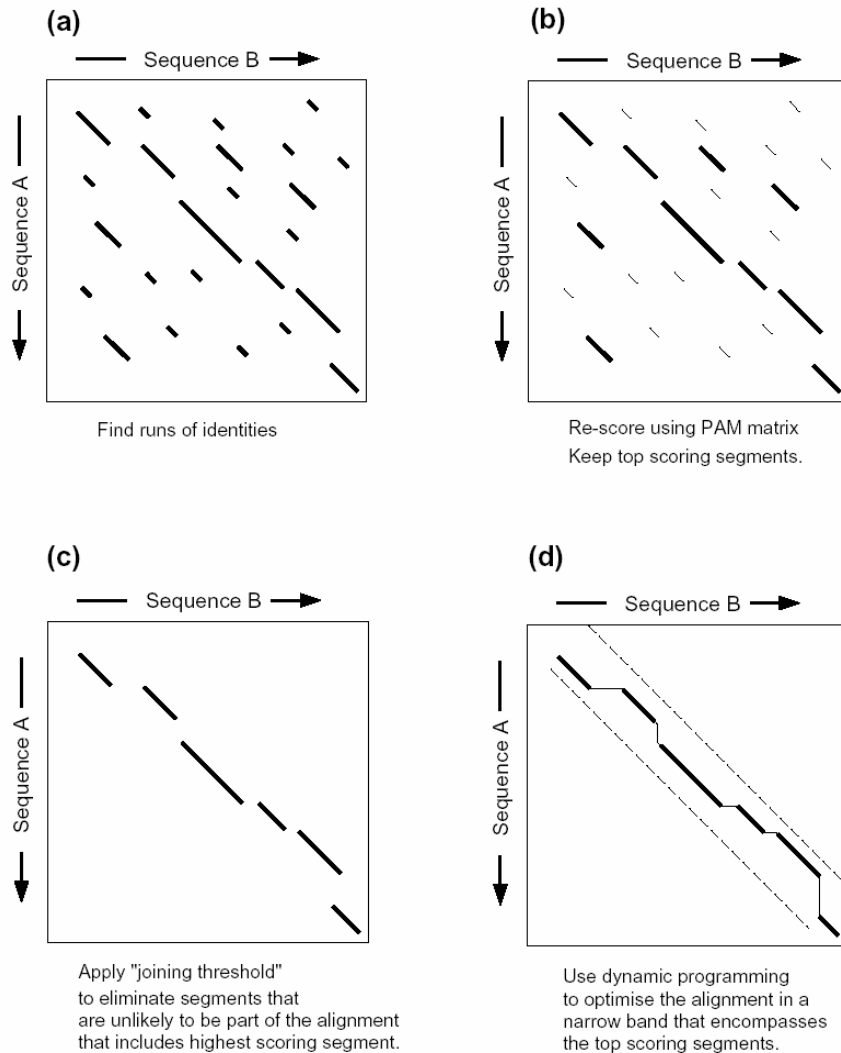 (a)
Sequence B
Sequence A
Find runs of identities
(b)
Sequence B
Sequence A
Re-score using PAM matrix
Keep top scoring segments.
(c)
Sequence B
Sequence A
Apply "joining threshold"
to eliminate segments that
are unlikely to be part of the alignment
that includes highest scoring segment.
(d)
Sequence B
Sequence A
Use dynamic programming
to optimise the alignment in a
narrow band that encompasses
the top scoring segments.